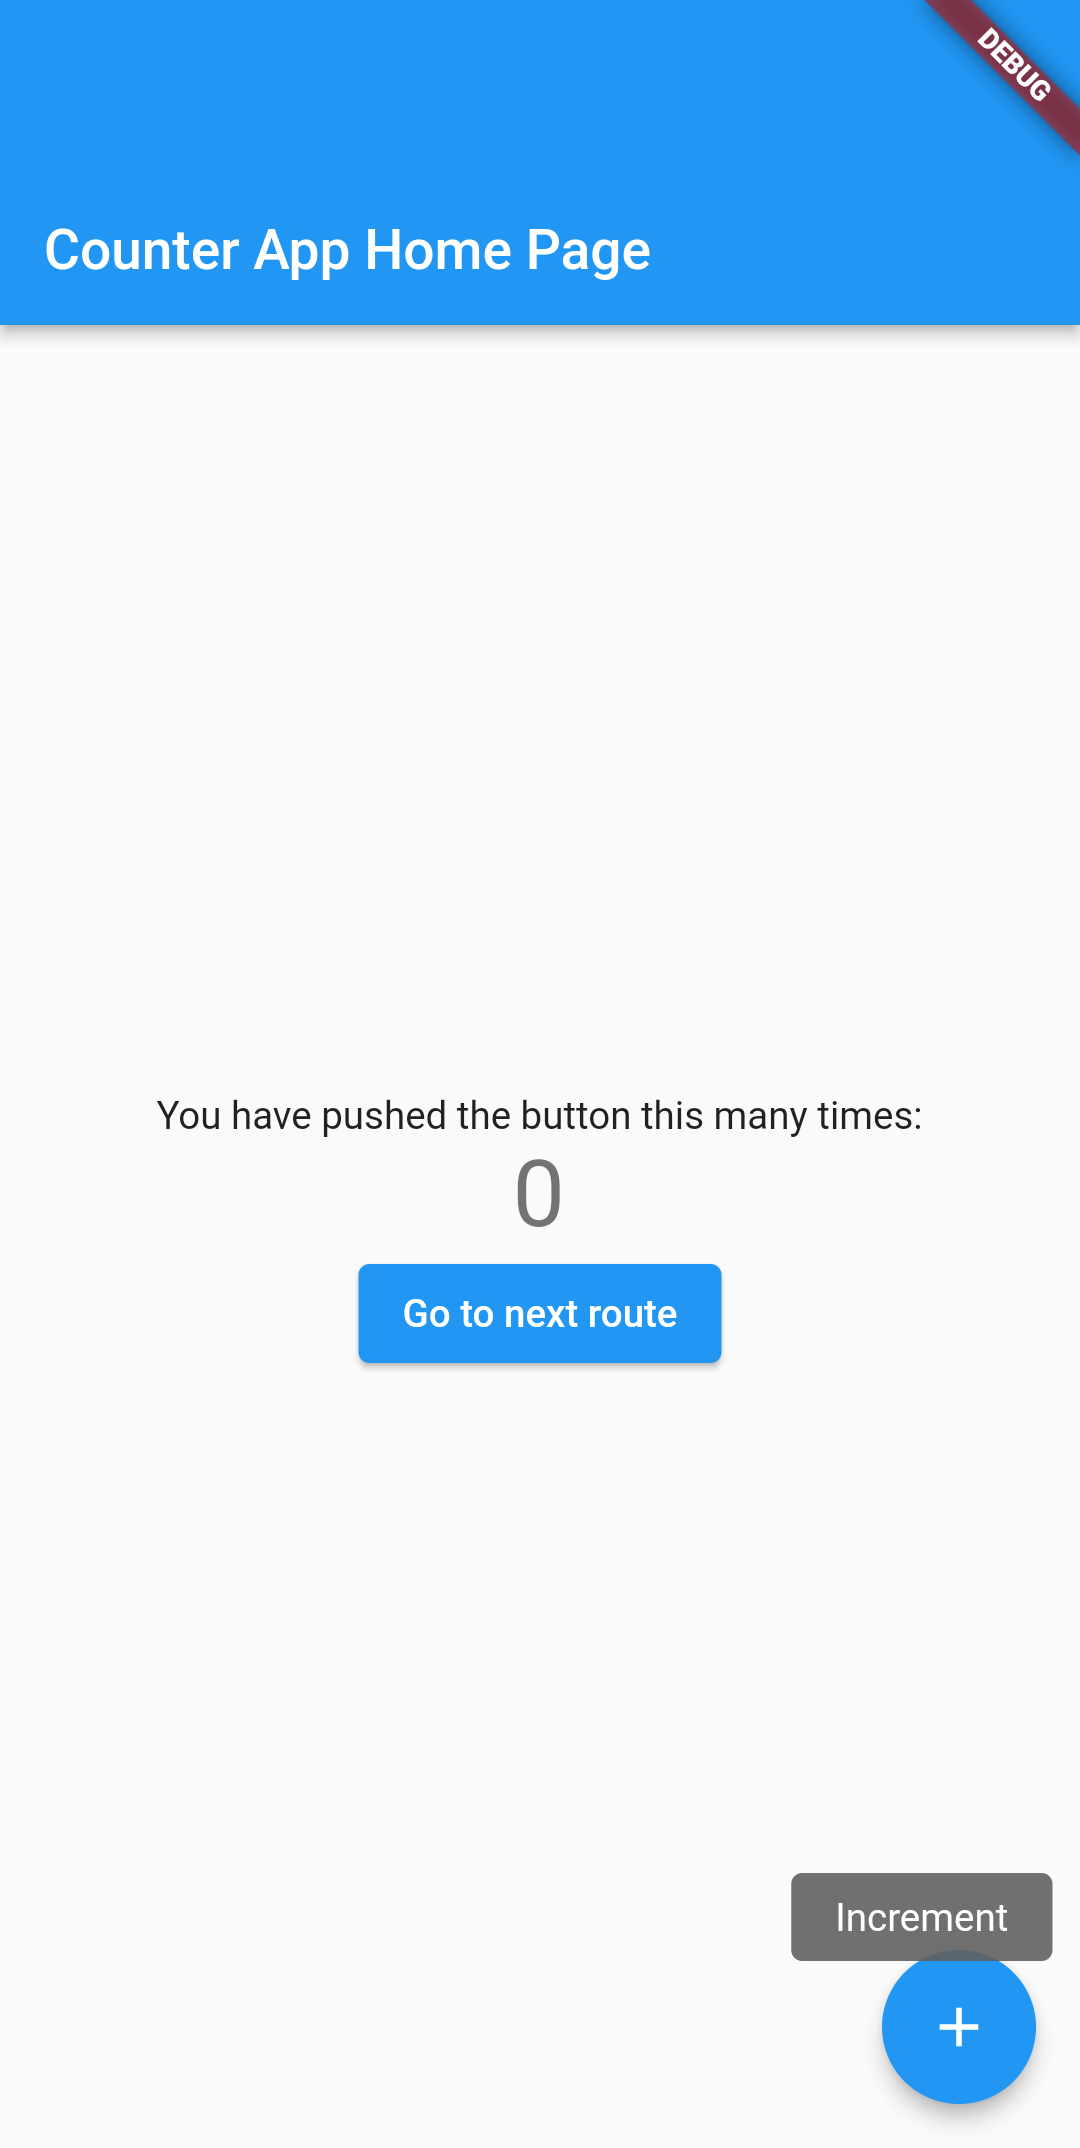 DEBUG
Counter App Home Page
You have pushed the button this many times:
0
Go to next route
Increment
+